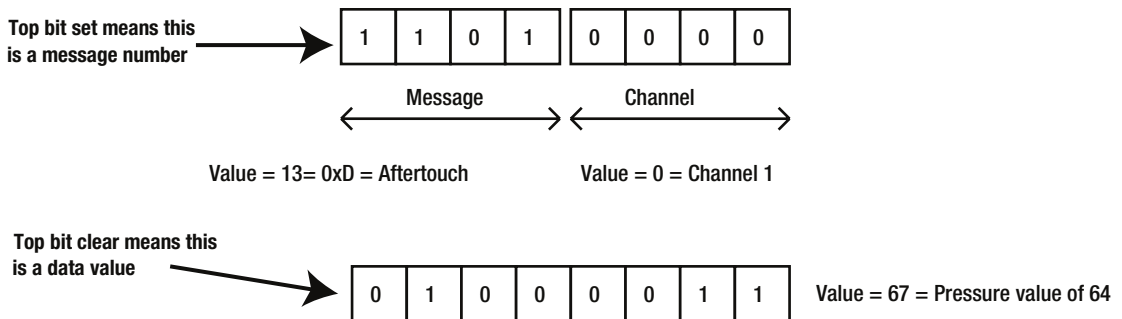 Top bit set means this
is a message number
1 1 0 1 0 0 0 0
Message Channel
Value = 13= 0xD = Aftertouch Value = 0 = Channel 1
Top bit clear means this
is a data value
0 1 0 0 0 0 1 1 Value = 67 = Pressure value of 64